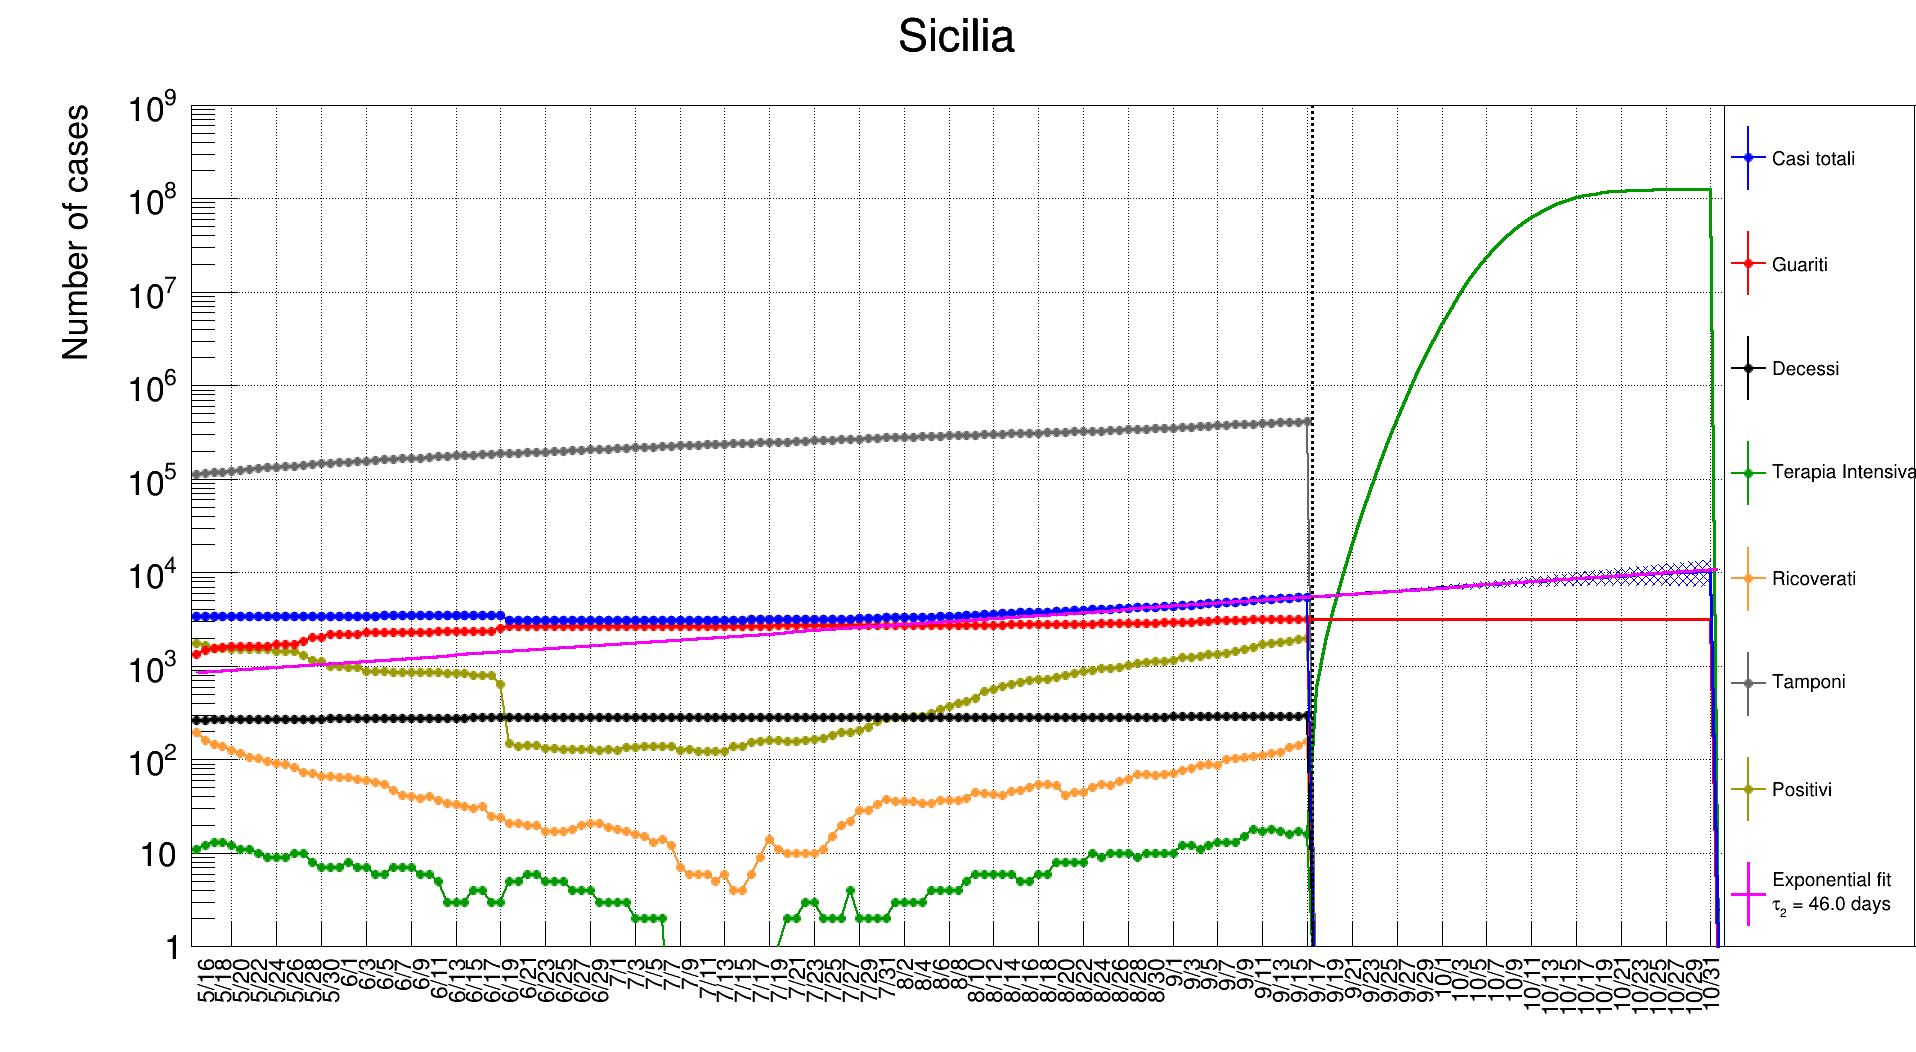 Sicilia
Number of cases
10^9
10^8
10^7
10^6
10^5
10^4
10^3
10^2
10
1
5/16 5/18 5/20 5/22 5/24 5/26 5/28 5/30 6/1 6/3 6/5 6/7 6/9 6/11 6/13 6/15 6/17 6/19 6/21 6/23 6/25 6/27 6/29 7/1 7/3 7/5 7/7 7/9 7/11 7/13 7/15 7/17 7/19 7/21 7/23 7/25 7/27 7/29 7/31 8/2 8/4 8/6 8/8 8/10 8/12 8/14 8/16 8/18 8/20 8/22 8/24 8/26 8/28 8/30 9/1 9/3 9/5 9/7 9/9 9/11 9/13 9/15 9/17 9/19 9/21 9/23 9/25 9/27 9/29 10/1 10/3 10/5 10/7 10/9 10/11 10/13 10/15 10/17 10/19 10/21 10/23 10/25 10/27 10/29 10/31
Casi totali
Guariti
Decessi
Terapia Intensiva
Ricoverati
Tamponi
Positivi
Exponential fit
τ₂ = 46.0 days